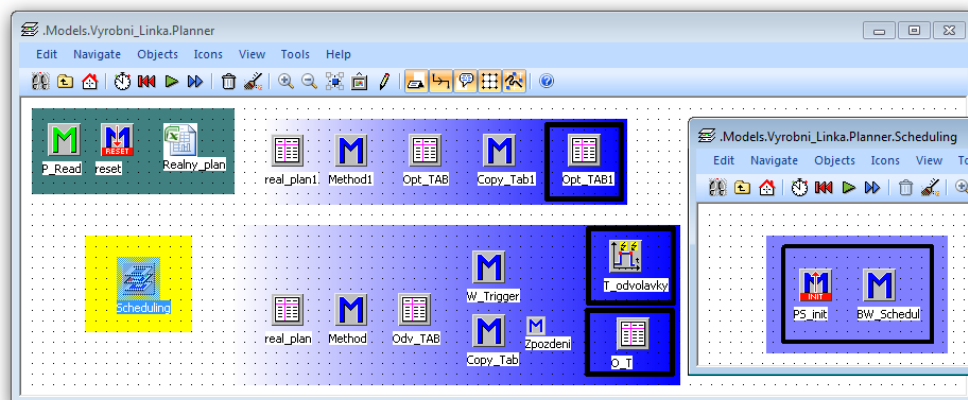 .Models.Vyrobni_Linka.Planner
Edit Navigate Objects Icons View Tools Help
P_Read
RESET
reset
Realny_plan
real_plan1.
Method1
Opt_TAB
Copy_Tab1
Opt_TAB1
Scheduling
real_plan
Method
Odv_TAB
W_Trigger
Copy_Tab
Zpozdeni
T_odvolavky
O_T
.Models.Vyrobni_Linka.Planner.Scheduling
Edit Navigate Objects Icons View To
INIT
PS_init
BW_Schedul